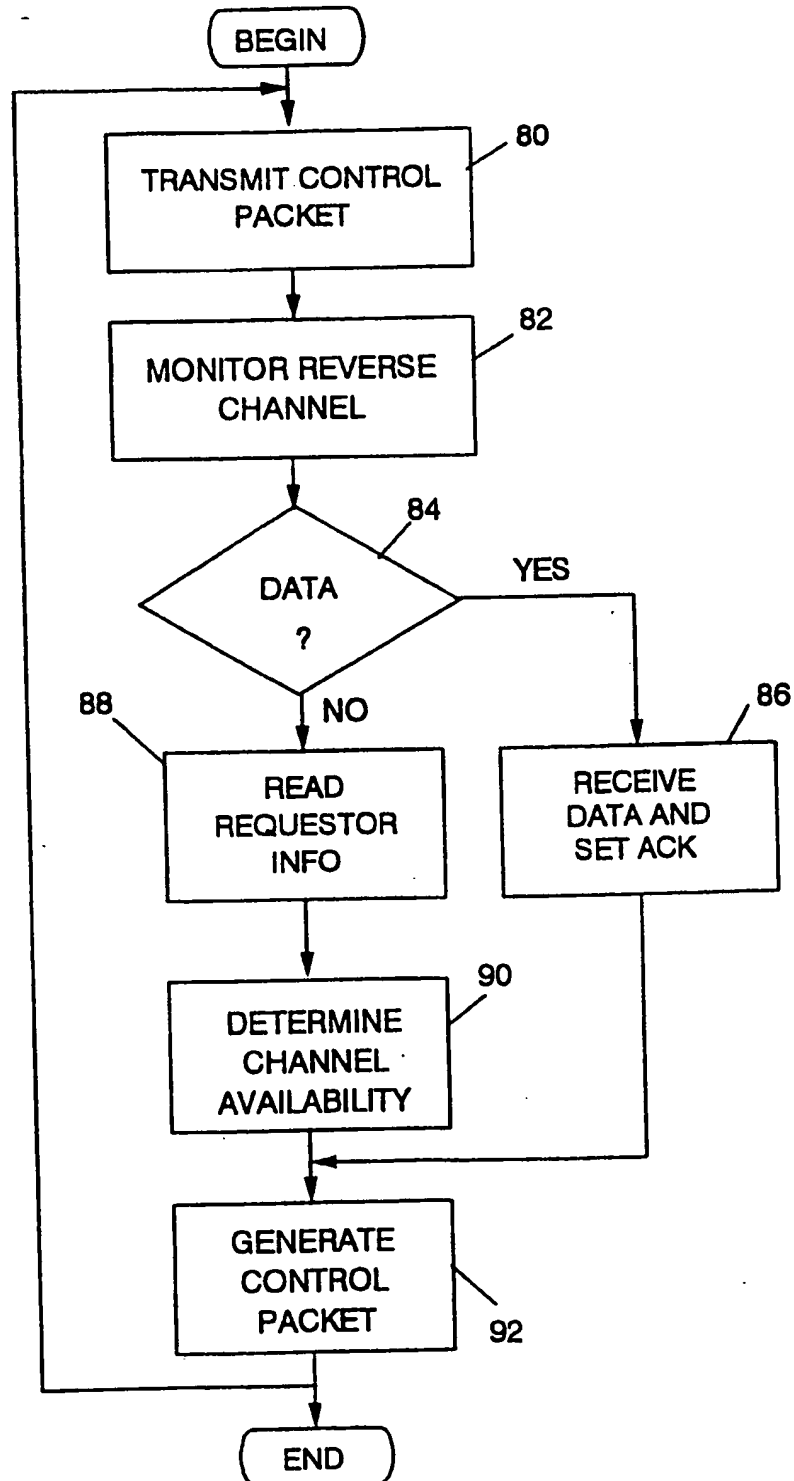 BEGIN
80
TRANSMIT CONTROL
PACKET
82
MONITOR REVERSE
CHANNEL
84
DATA
?
YES
NO
88
READ
REQUESTOR
INFO
86
RECEIVE
DATA AND
SET ACK
90
DETERMINE
CHANNEL
AVAILABILITY
GENERATE
CONTROL
PACKET
92
END